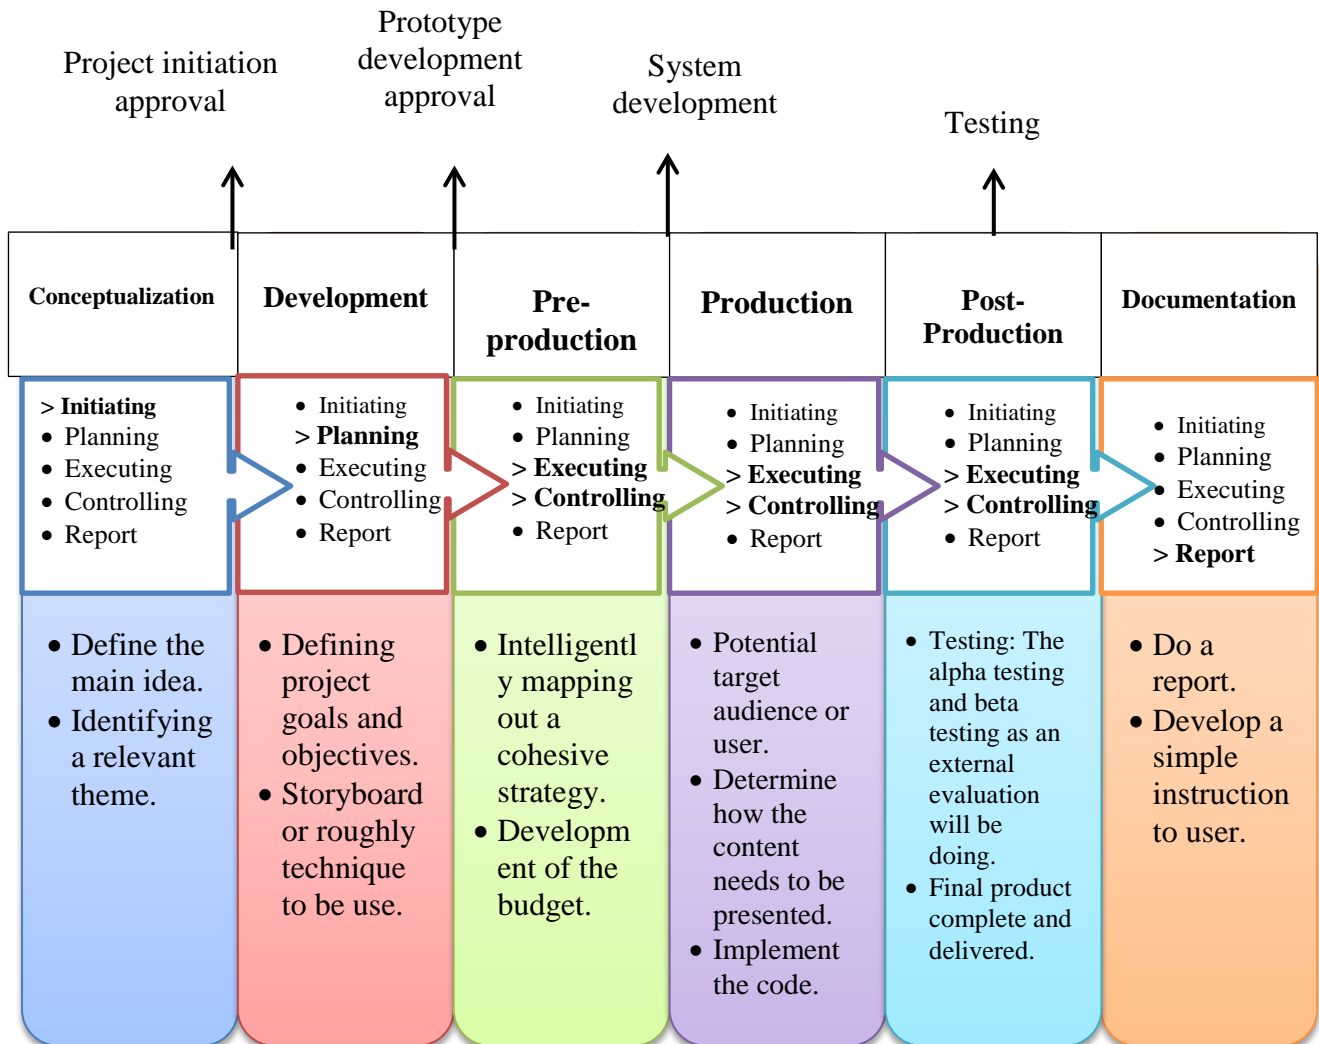 Project initiation
approval
Prototype
development
approval
System
development
Testing
Conceptualization
Development
Pre-
production
Production
Post-
Production
Documentation
> Initiating
• Planning
• Executing
• Controlling
• Report
• Initiating
> Planning
• Executing
• Controlling
• Report
• Initiating
• Planning
> Executing
> Controlling
• Report
• Initiating
• Planning
> Executing
> Controlling
• Report
• Initiating
• Planning
> Executing
> Controlling
• Report
• Initiating
• Planning
• Executing
• Controlling
> Report
• Define the
main idea.
• Identifying
a relevant
theme.
• Defining
project
goals and
objectives.
• Storyboard
or roughly
technique
to be use.
• Intelligentl
y mapping
out a
cohesive
strategy.
• Developm
ent of the
budget.
• Potential
target
audience or
user.
• Determine
how the
content
needs to be
presented.
• Implement
the code.
• Testing: The
alpha testing
and beta
testing as an
external
evaluation
will be
doing.
• Final product
complete and
delivered.
• Do a
report.
• Develop a
simple
instruction
to user.